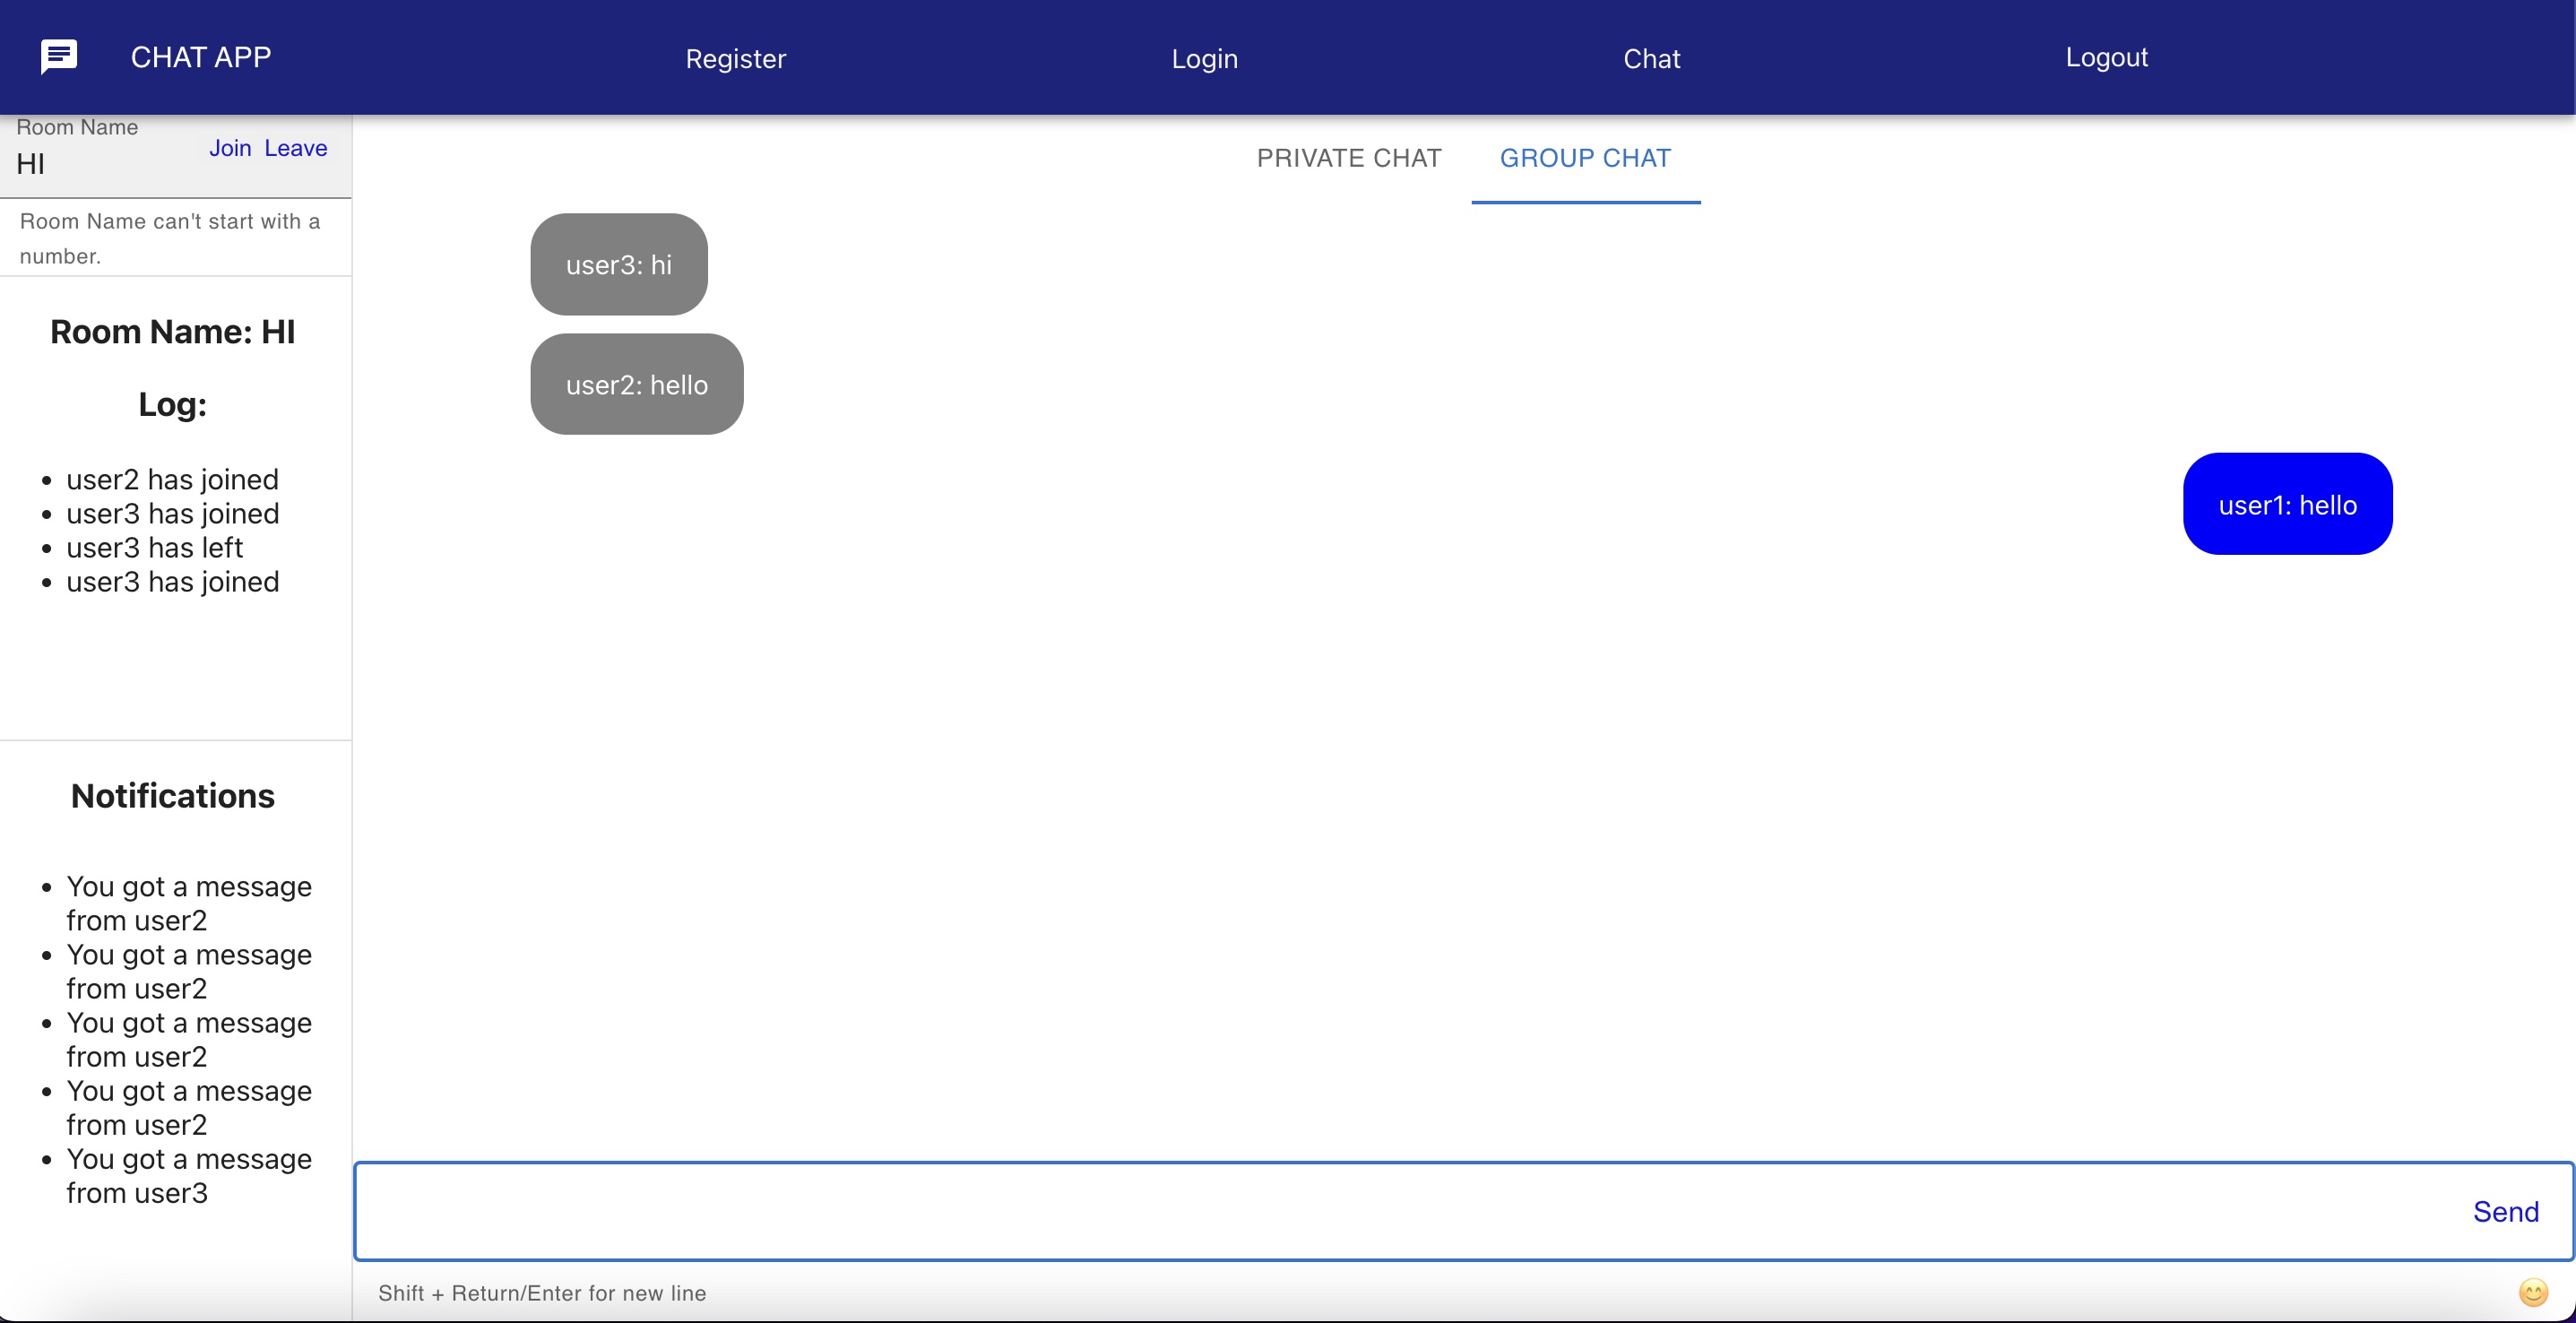 CHAT APP
Register
Login
Chat
Logout
Room Name
HI
Join Leave
Room Name can't start with a
number.
Room Name: HI
Log:
user2 has joined
user3 has joined
user3 has left
user3 has joined
Notifications
You got a message
from user2
You got a message
from user2
You got a message
from user2
You got a message
from user2
You got a message
from user3
PRIVATE CHAT
GROUP CHAT
user3: hi
user2: hello
user1: hello
Send
Shift + Return/Enter for new line